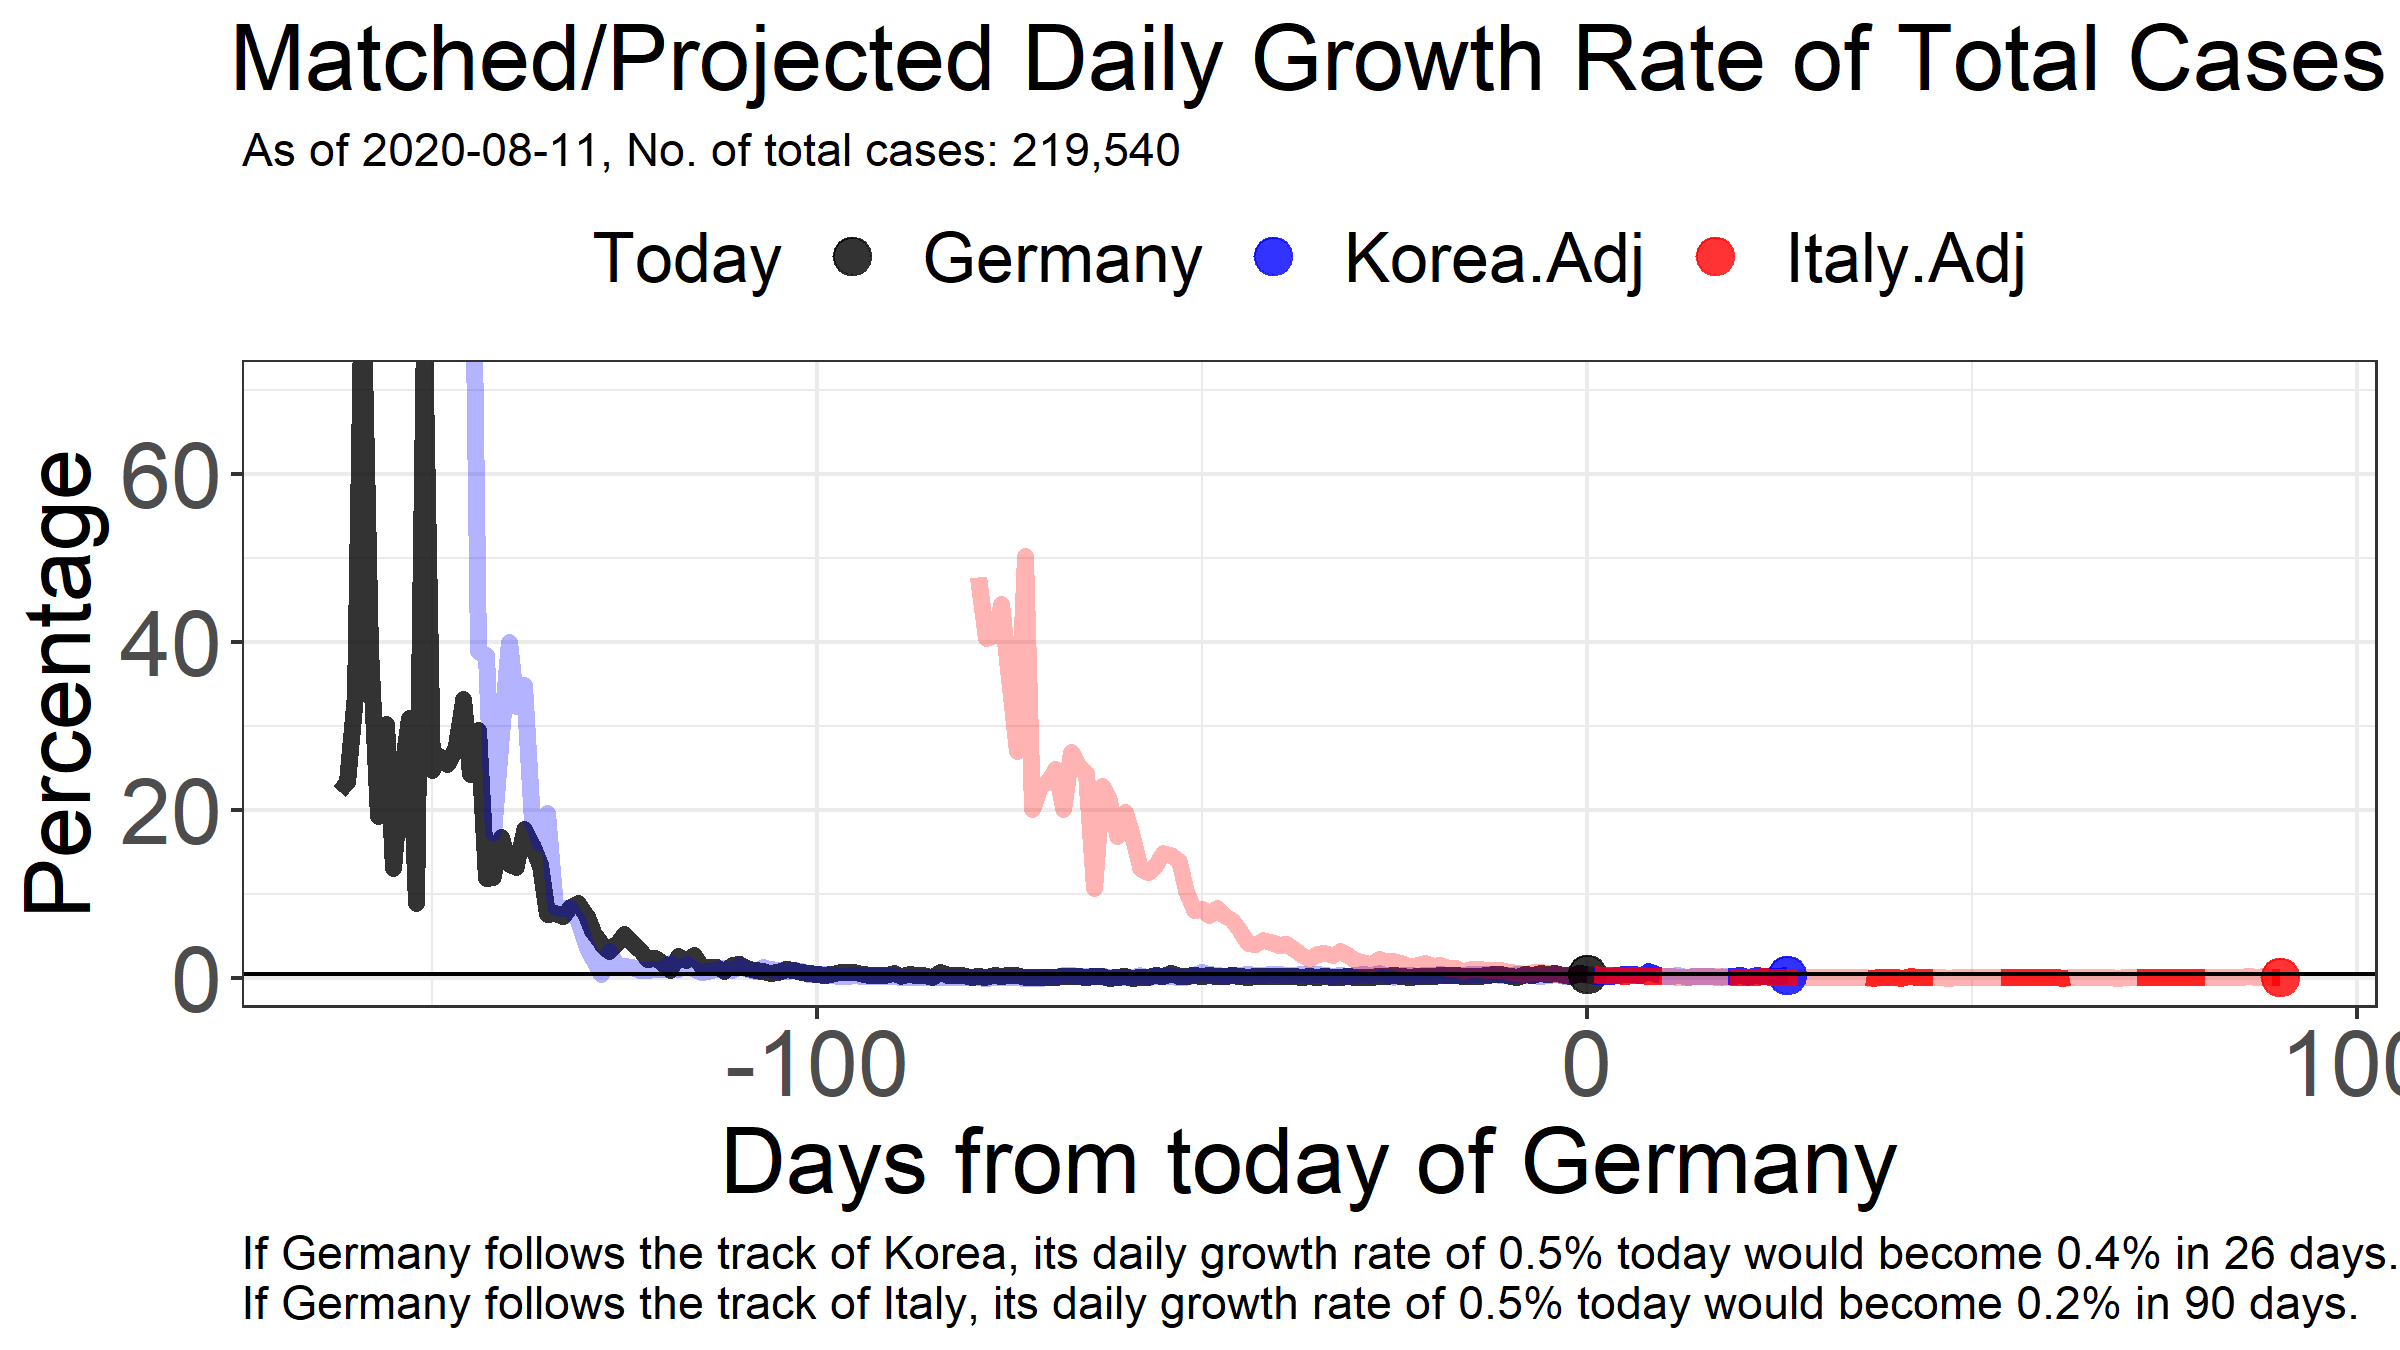 Matched/Projected Daily Growth Rate of Total Cases
As of 2020-08-11, No. of total cases: 219,540
Today Germany Korea.Adj Italy.Adj
Percentage
60
40
20
0
-100 0 100
Days from today of Germany
If Germany follows the track of Korea, its daily growth rate of 0.5% today would become 0.4% in 26 days.
If Germany follows the track of Italy, its daily growth rate of 0.5% today would become 0.2% in 90 days.